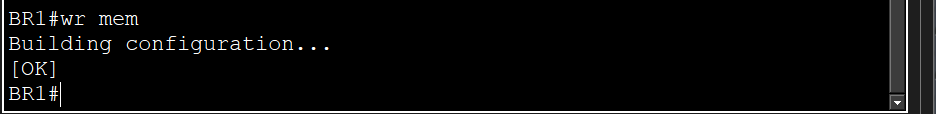 BR1#wr mem
Building configuration...
[OK]
BR1#